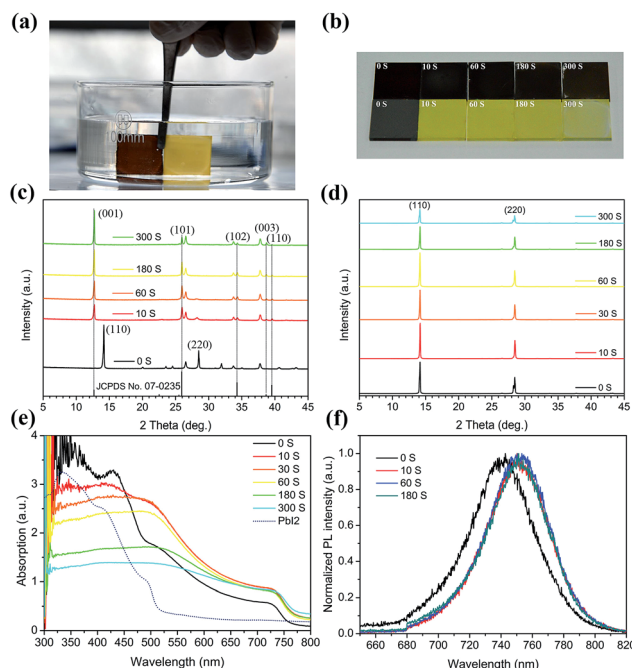 (a)
100mm
(b)
0 S 10 S 60 S 180 S 300 S
0 S 10 S 60 S 180 S 300 S
(c)
(001)
(101)
(102)
(003)
(110)
300 S
180 S
60 S
10 S
(110)
(220)
0 S
JCPDS No. 07-0235
Intensity (a.u.)
5 10 15 20 25 30 35 40 45
2 Theta (deg.)
(d)
(110)
(220)
300 S
180 S
60 S
30 S
10 S
0 S
Intensity (a.u.)
5 10 15 20 25 30 35 40 45
2 Theta (deg.)
(e)
4
3
2
1
0
Absorption (a.u.)
0 S
10 S
30 S
60 S
180 S
300 S
PbI2
300 350 400 450 500 550 600 650 700 750 800
Wavelength (nm)
(f)
1.0
0.8
0.6
0.4
0.2
0.0
Normalized PL intensity (a.u.)
0 S
10 S
60 S
180 S
660 680 700 720 740 760 780 800 820
Wavelength (nm)